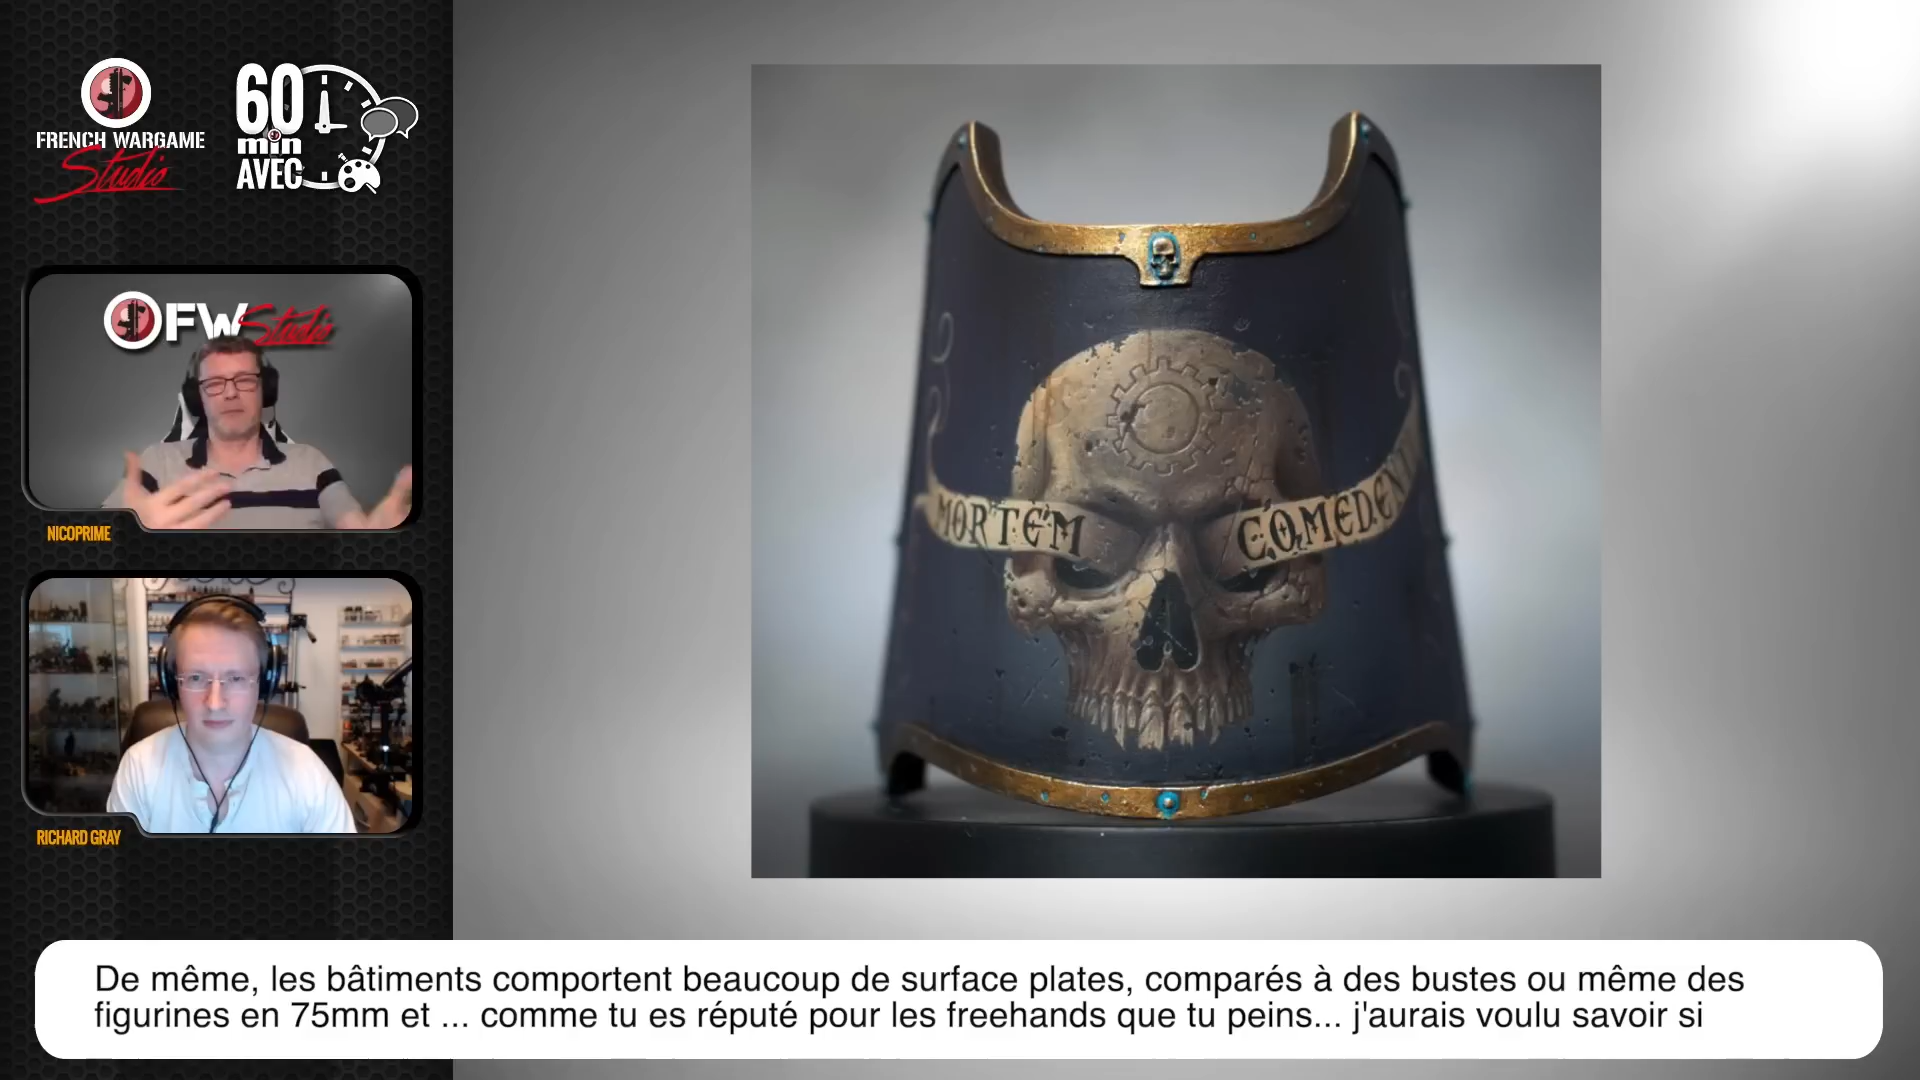 FRENCH WARGAME
Studio
60
min
AVEC
FW Studio
NICOPRIME
RICHARD GRAY
MORTEM
De même, les bâtiments comportent beaucoup de surface plates, comparés à des bustes ou même des
figurines en 75mm et ... comme tu es réputé pour les freehands que tu peins... j'aurais voulu savoir si